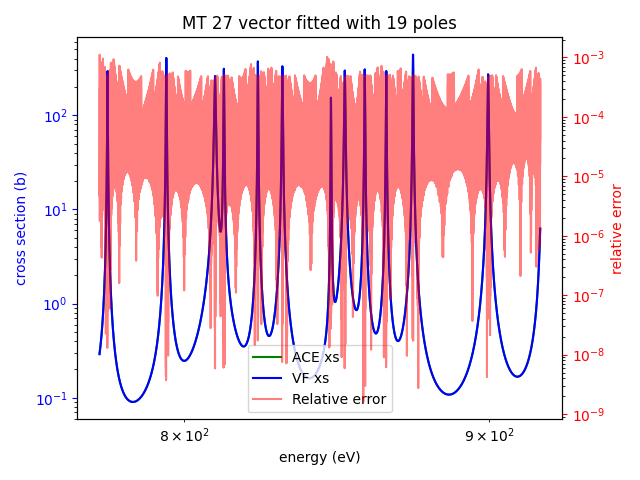 MT 27 vector fitted with 19 poles
cross section (b)
10²
10¹
10⁰
10⁻¹
10⁻³
10⁻⁴
10⁻⁵
10⁻⁶
10⁻⁷
10⁻⁸
10⁻⁹
relative error
ACE xs
VF xs
Relative error
8 × 10²
9 × 10²
energy (eV)